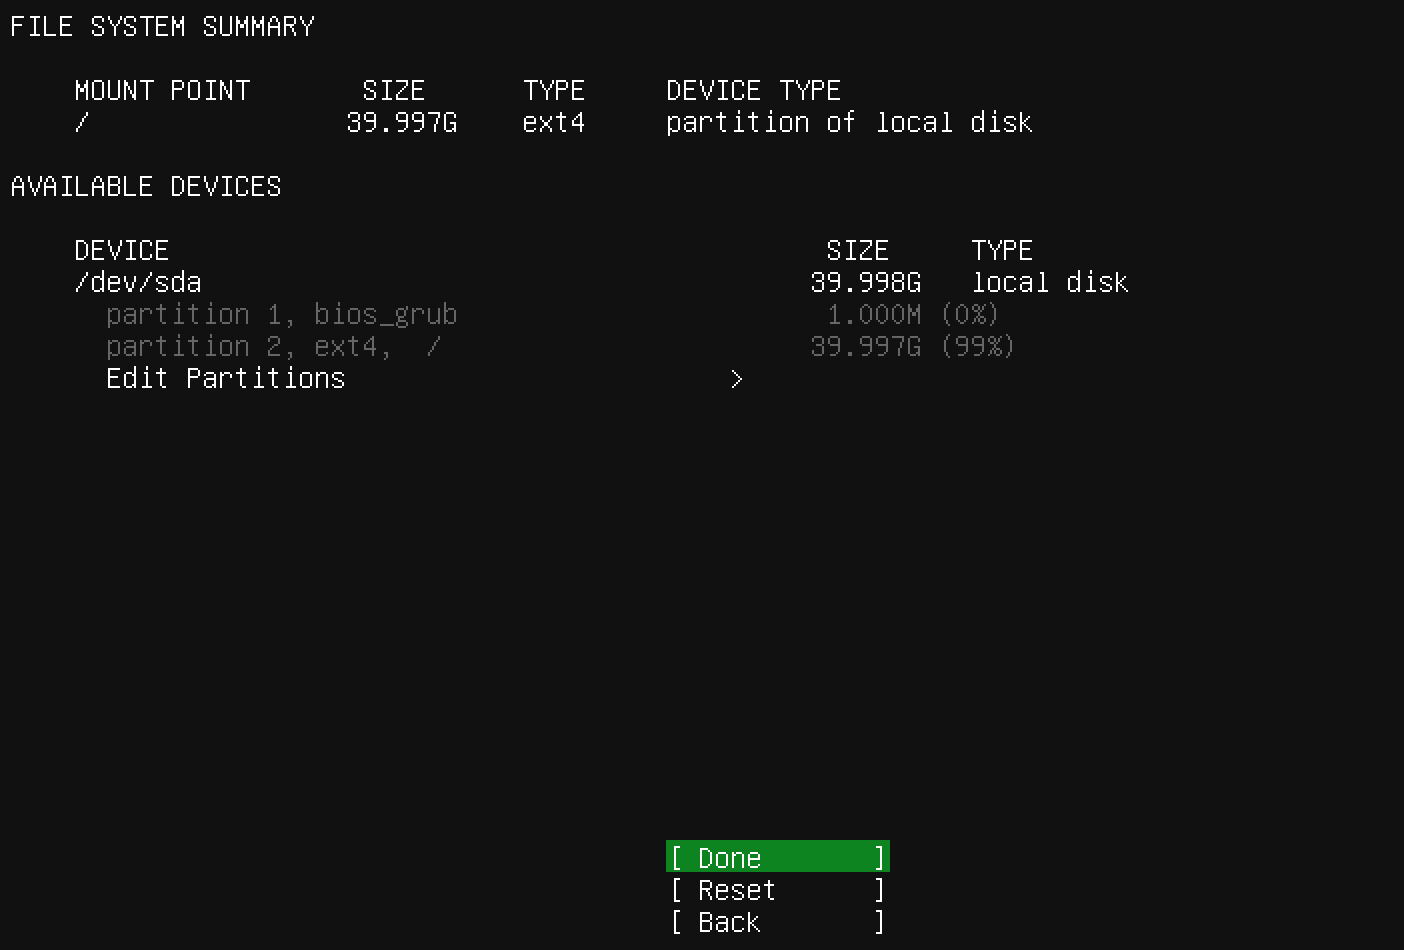 FILE SYSTEM SUMMARY
MOUNT POINT SIZE TYPE DEVICE TYPE
/ 39.997G ext4 partition of local disk
AVAILABLE DEVICES
DEVICE SIZE TYPE
/dev/sda 39.998G local disk
partition 1, bios_grub 1.000M (0%)
partition 2, ext4, / 39.997G (99%)
Edit Partitions >
[ Done ]
[ Reset ]
[ Back ]